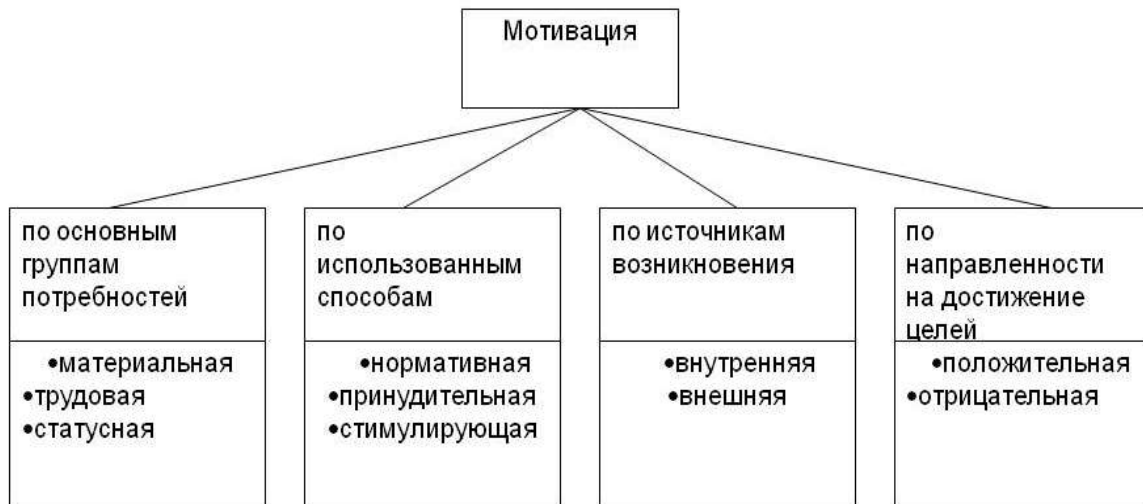 Мотивация
по основным
группам
потребностей
•материальная
•трудовая
•статусная
по
использованным
способам
•нормативная
•принудительная
•стимулирующая
по источникам
возникновения
•внутренняя
•внешняя
по
направленности
на достижение
целей
•положительная
•отрицательная